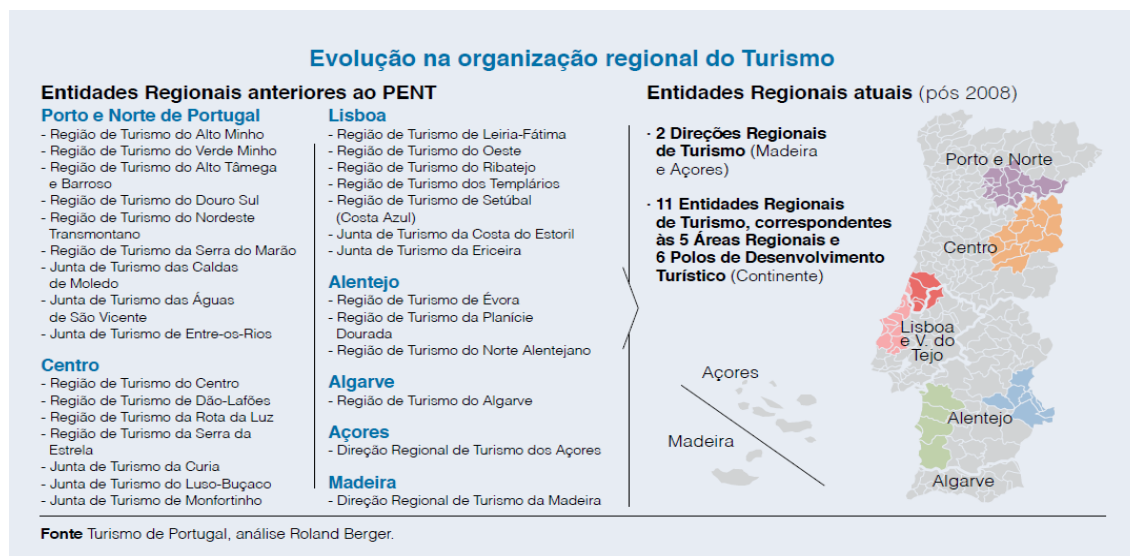 Evolução na organização regional do Turismo
Entidades Regionais anteriores ao PENT
Porto e Norte de Portugal
- Região de Turismo do Alto Minho
- Região de Turismo do Verde Minho
- Região de Turismo do Alto Tâmega
e Barroso
- Região de Turismo do Douro Sul
- Região de Turismo do Nordeste
Transmontano
- Região de Turismo da Serra do Marão
- Junta de Turismo das Caldas
de Moledo
- Junta de Turismo das Águas
de São Vicente
- Junta de Turismo de Entre-os-Rios
Centro
- Região de Turismo do Centro
- Região de Turismo de Dão-Lafões
- Região de Turismo da Rota da Luz
- Região de Turismo da Serra da
Estrela
- Junta de Turismo da Curia
- Junta de Turismo do Luso-Buçaco
- Junta de Turismo de Monfortinho
Lisboa
- Região de Turismo de Leiria-Fátima
- Região de Turismo do Oeste
- Região de Turismo do Ribatejo
- Região de Turismo dos Templários
- Região de Turismo de Setúbal
(Costa Azul)
- Junta de Turismo da Costa do Estoril
- Junta de Turismo da Ericeira
Alentejo
- Região de Turismo de Évora
- Região de Turismo da Planície
Dourada
- Região de Turismo do Norte Alentejano
Algarve
- Região de Turismo do Algarve
Açores
- Direção Regional de Turismo dos Açores
Madeira
- Direção Regional de Turismo da Madeira
Entidades Regionais atuais (pós 2008)
· 2 Direções Regionais
de Turismo (Madeira
e Açores)
· 11 Entidades Regionais
de Turismo, correspondentes
às 5 Áreas Regionais e
6 Polos de Desenvolvimento
Turístico (Continente)
Porto e Norte
Centro
Lisboa
e V. do
Tejo
Açores
Madeira
Alentejo
Algarve
Fonte Turismo de Portugal, análise Roland Berger.